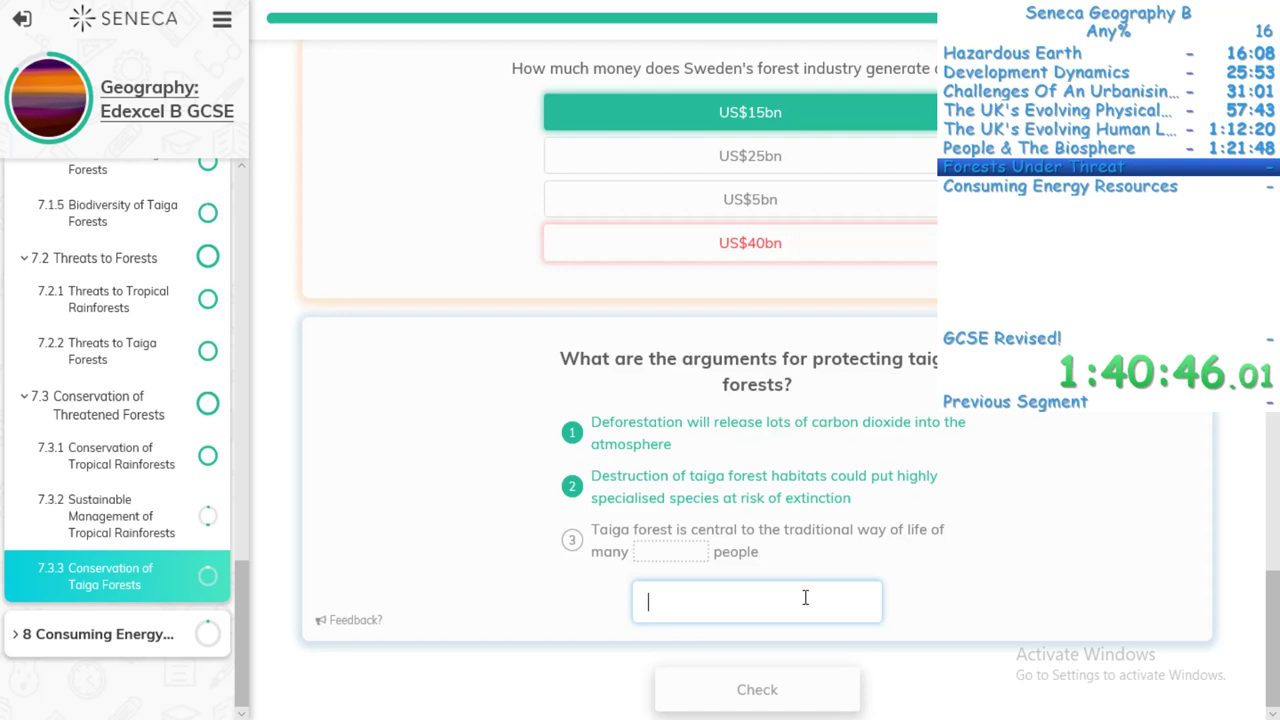 SENECA
Geography:
Edexcel B GCSE
Forests
7.1.5 Biodiversity of Taiga
Forests
7.2 Threats to Forests
7.2.1 Threats to Tropical
Rainforests
7.2.2 Threats to Taiga
Forests
7.3 Conservation of
Threatened Forests
7.3.1 Conservation of
Tropical Rainforests
7.3.2 Sustainable
Management of
Tropical Rainforests
7.3.3 Conservation of
Taiga Forests
8 Consuming Energy...
How much money does Sweden's forest industry generate
US$15bn
US$25bn
US$5bn
US$40bn
What are the arguments for protecting taig
forests?
1 Deforestation will release lots of carbon dioxide into the
atmosphere
2 Destruction of taiga forest habitats could put highly
specialised species at risk of extinction
3 Taiga forest is central to the traditional way of life of
many people
Feedback?
Check
Seneca Geography B
Any% 16
Hazardous Earth - 16:08
Development Dynamics - 25:53
Challenges Of An Urbanisin... - 31:01
The UK's Evolving Physical... - 57:43
The UK's Evolving Human L... - 1:12:20
People & The Biosphere - 1:21:48
Forests Under Threat -
Consuming Energy Resources -
GCSE Revised! -
1:40:46.01
Previous Segment -
Activate Windows
Go to Settings to activate Windows.